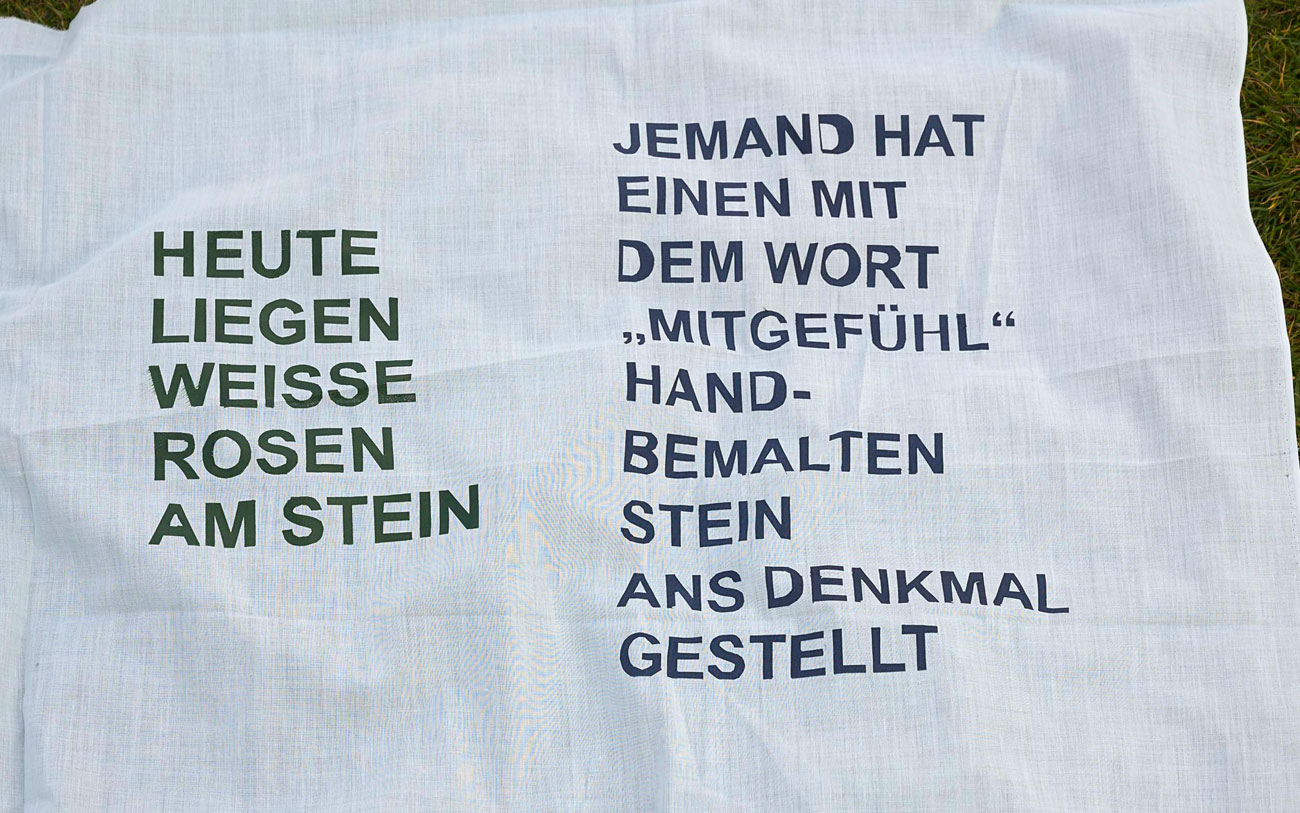 HEUTE
LIEGEN
WEISSE
ROSEN
AM STEIN
JEMAND HAT
EINEN MIT
DEM WORT
„MITGEFÜHL“
HAND-
BEMALTEN
STEIN
ANS DENKMAL
GESTELLT